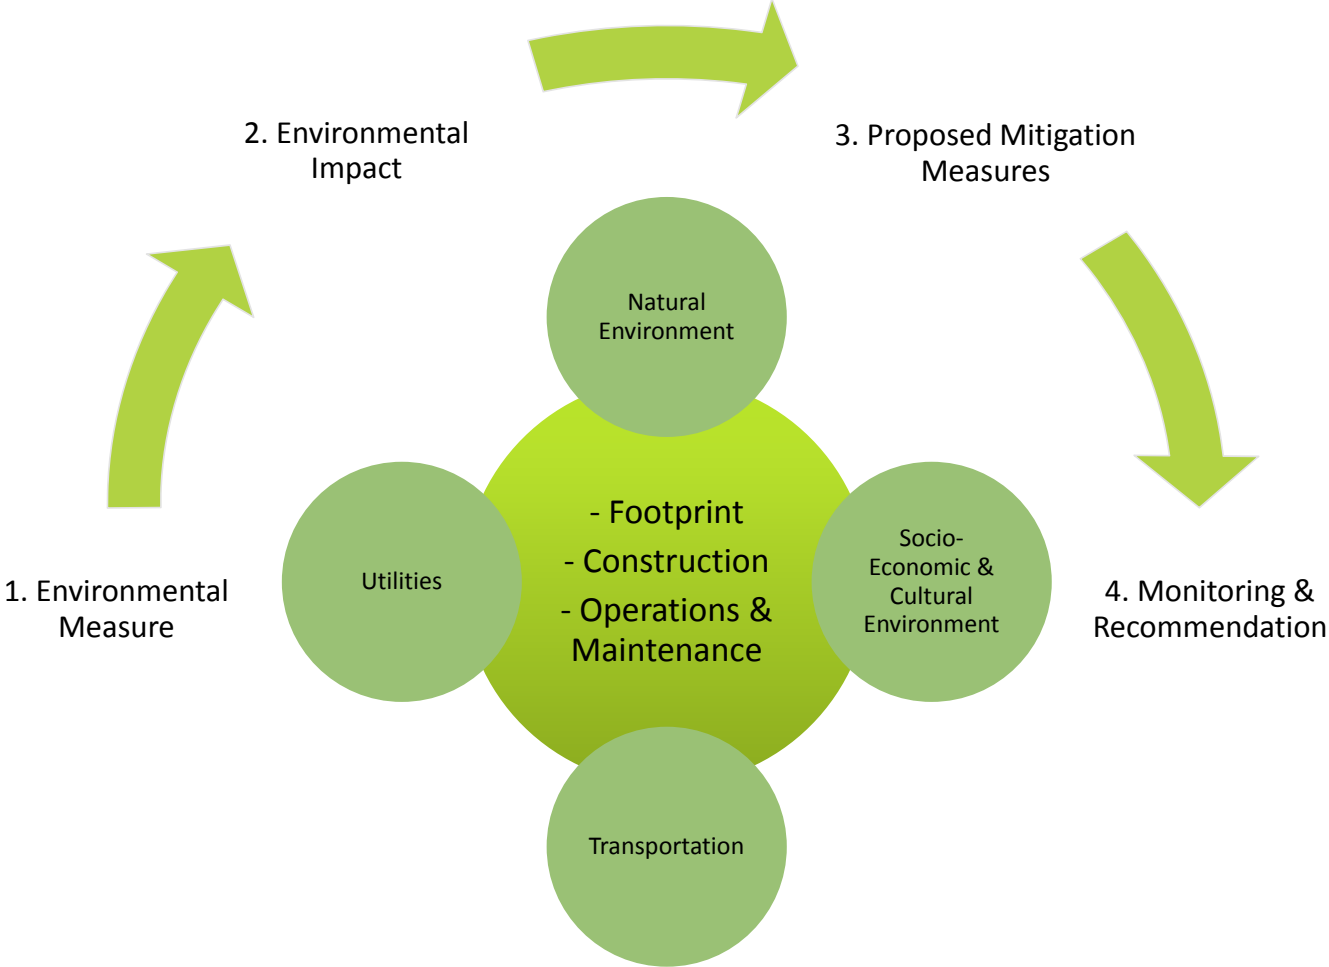 2. Environmental
Impact
3. Proposed Mitigation
Measures
Natural
Environment
1. Environmental
Measure
Utilities
- Footprint
- Construction
- Operations &
Maintenance
Socio-
Economic &
Cultural
Environment
4. Monitoring &
Recommendation
Transportation